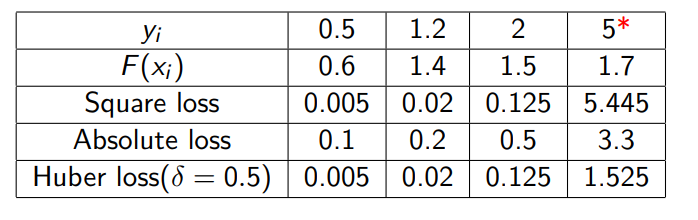 yᵢ 0.5 1.2 2 5*
F(xᵢ) 0.6 1.4 1.5 1.7
Square loss 0.005 0.02 0.125 5.445
Absolute loss 0.1 0.2 0.5 3.3
Huber loss(δ = 0.5) 0.005 0.02 0.125 1.525